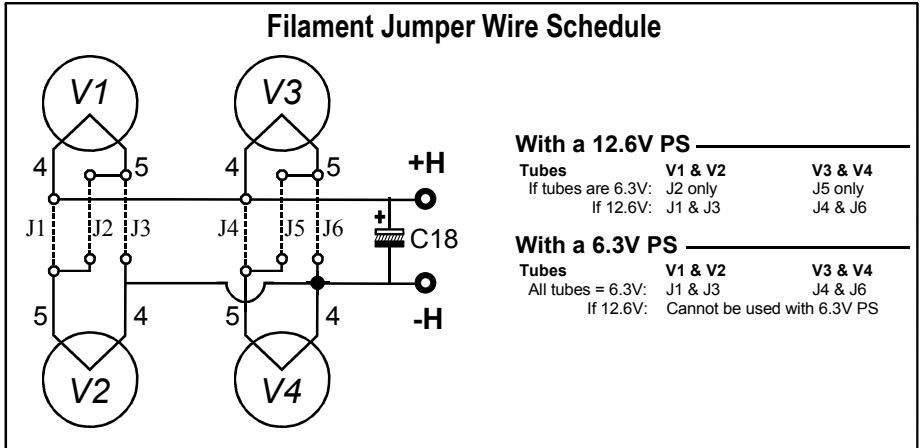 Filament Jumper Wire Schedule
V1 V3
4 5 4 5
+H
J1 J2 J3 J4 J5 J6
+
C18
-H
5 4 5 4
V2 V4
With a 12.6V PS
Tubes V1 & V2 V3 & V4
If tubes are 6.3V: J2 only J5 only
If 12.6V: J1 & J3 J4 & J6
With a 6.3V PS
Tubes V1 & V2 V3 & V4
All tubes = 6.3V: J1 & J3 J4 & J6
If 12.6V: Cannot be used with 6.3V PS